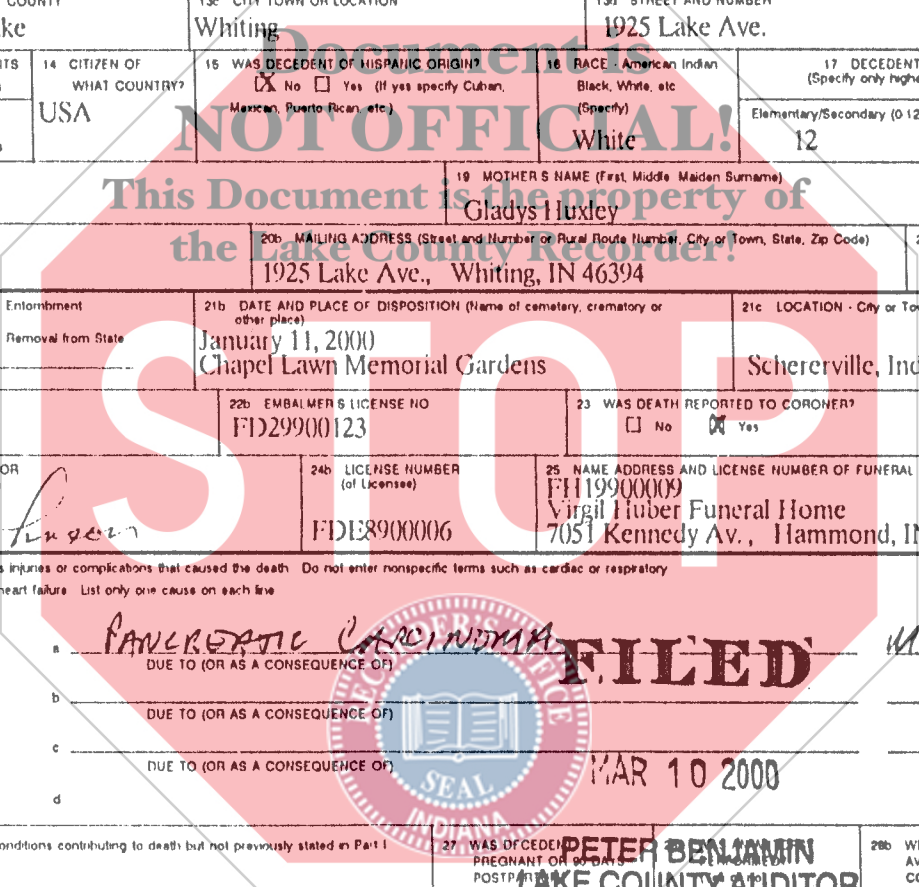 COUNTY 13c CITY TOWN OR LOCATION 13d STREET AND NUMBER
ke Whiting 1925 Lake Ave.
Document is
NOT OFFICIAL!
This Document is the property of
the Lake County Recorder!
STOP
14 CITIZEN OF
WHAT COUNTRY?
USA
15 WAS DECEDENT OF HISPANIC ORIGIN?
X No Yes (If yes specify Cuban,
Mexican, Puerto Rican, etc)
16 RACE - American Indian
Black, White, etc
(Specify)
White
17 DECEDENT
(Specify only highe
Elementary/Secondary (0 12
12
19 MOTHER S NAME (First, Middle Maiden Surname)
Gladys Huxley
20b MAILING ADDRESS (Street and Number or Rural Route Number, City or Town, State, Zip Code)
1925 Lake Ave., Whiting, IN 46394
Entombment
Removal from State
21b DATE AND PLACE OF DISPOSITION (Name of cemetery, crematory or
other place)
January 11, 2000
Chapel Lawn Memorial Gardens
21c LOCATION - City or To
Schererville, Ind
22b EMBALMER S LICENSE NO
FD29900123
23 WAS DEATH REPORTED TO CORONER?
No X Yes
OR
24b LICENSE NUMBER
(of Licensee)
FDE8900006
25 NAME ADDRESS AND LICENSE NUMBER OF FUNERAL
FH19900009
Virgil Huber Funeral Home
7051 Kennedy Av., Hammond, IN
s injuries or complications that caused the death Do not enter nonspecific terms such as cardiac or respiratory
heart failure List only one cause on each line
a PANCREATIC CARCINOMA
DUE TO (OR AS A CONSEQUENCE OF)
b
DUE TO (OR AS A CONSEQUENCE OF)
c
DUE TO (OR AS A CONSEQUENCE OF)
d
FILED
MAR 10 2000
RECORDER'S OFFICE
SEAL
INDIANA
onditions contributing to death but not previously stated in Part I
27 WAS DECEDENT
PREGNANT OR 90 DAYS
POSTPARTUM
PETER BENJAMIN
LAKE COUNTY AUDITOR
28b